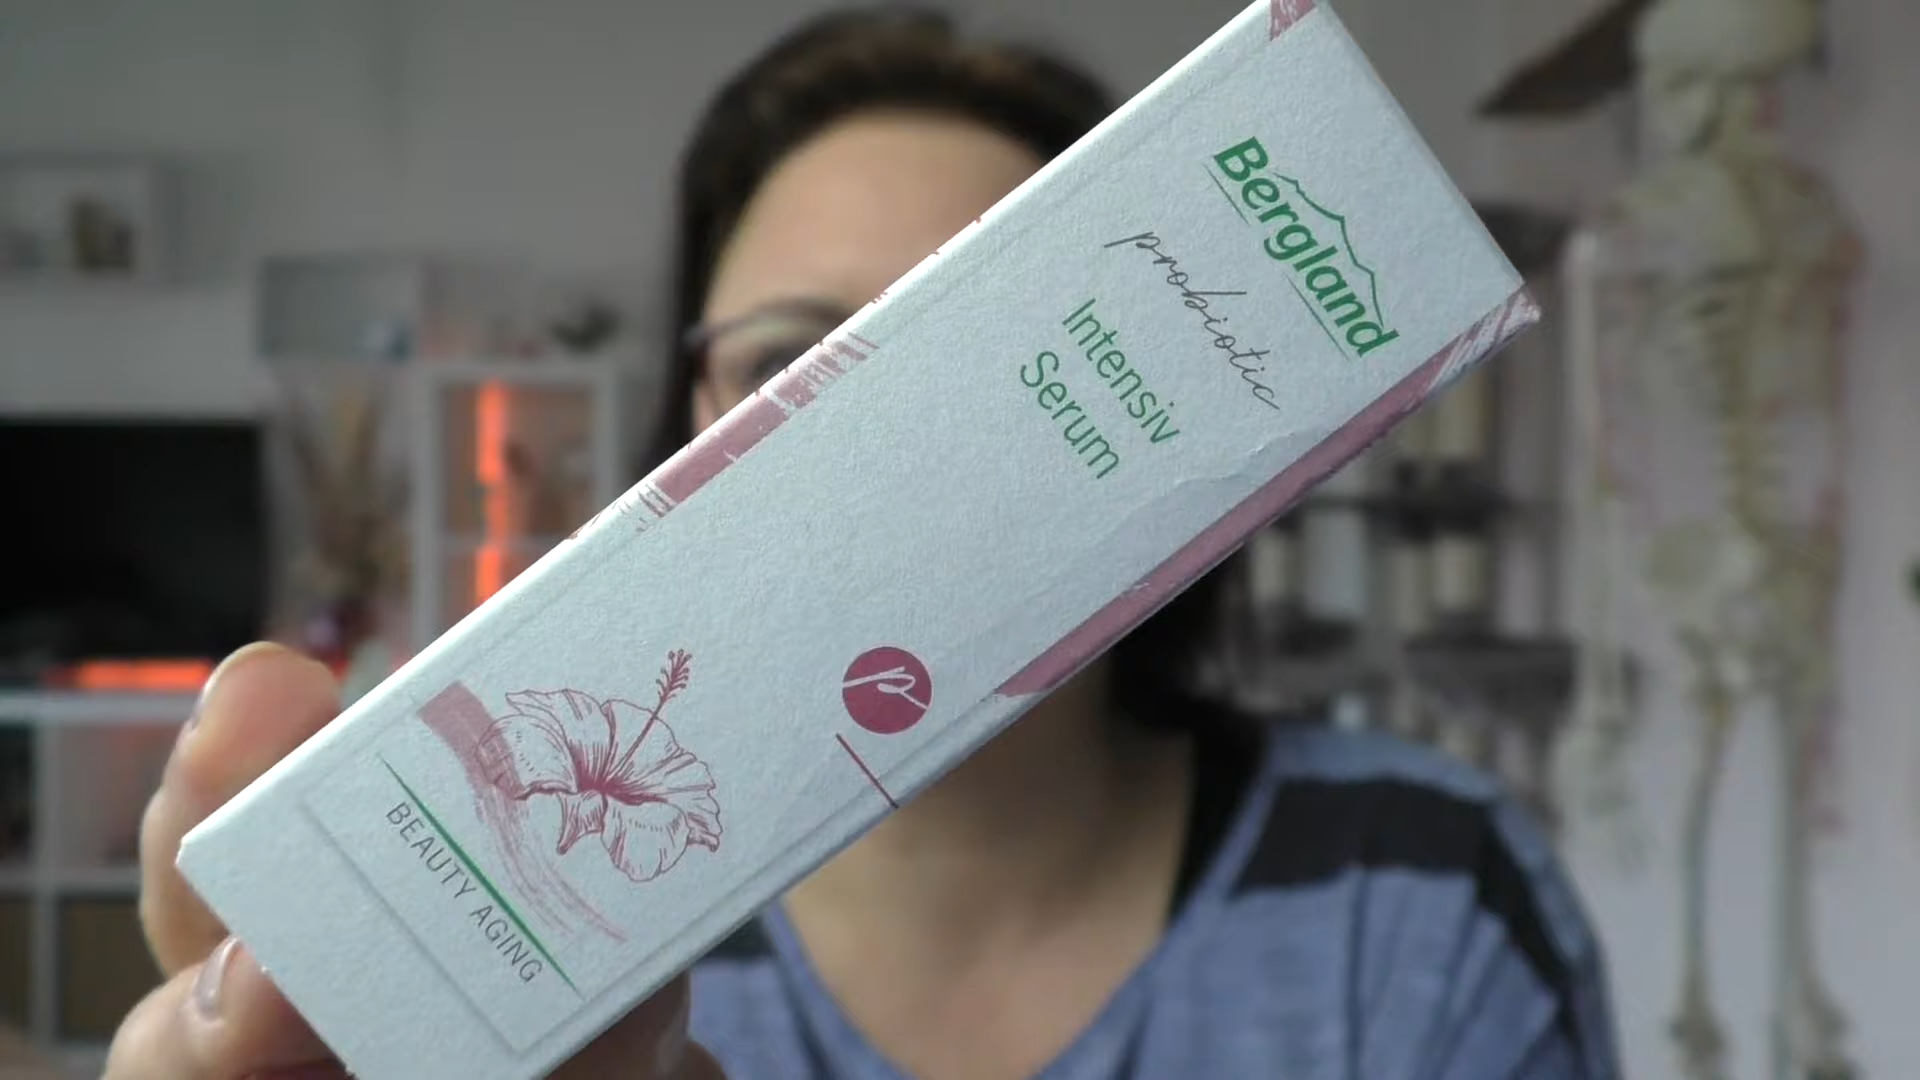 Bergland
probiotic
Intensiv
Serum
p
BEAUTY AGING